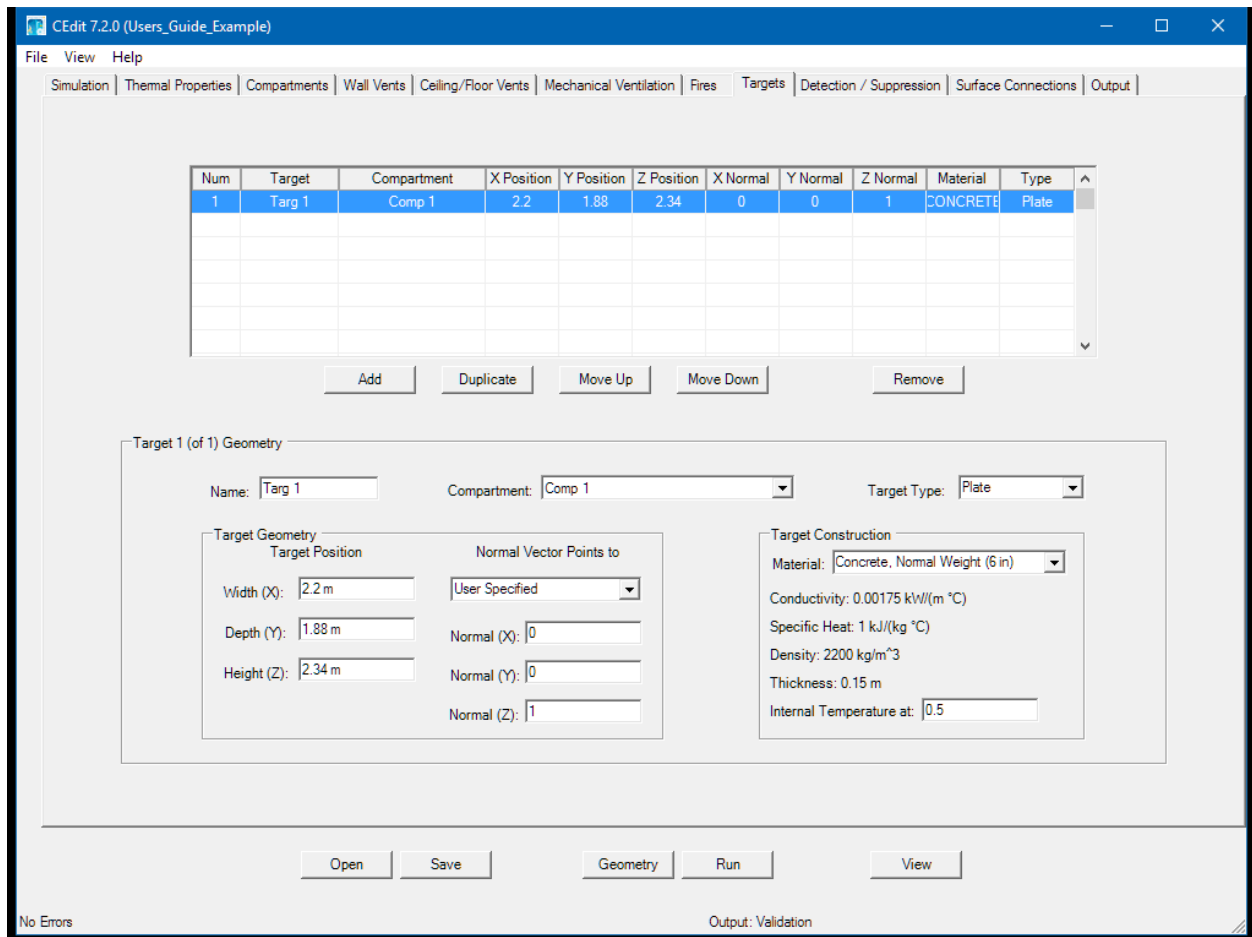 CEdit 7.2.0 (Users_Guide_Example)
File View Help
Simulation Thermal Properties Compartments Wall Vents Ceiling/Floor Vents Mechanical Ventilation Fires Targets Detection / Suppression Surface Connections Output
Num Target Compartment X Position Y Position Z Position X Normal Y Normal Z Normal Material Type
1 Targ 1 Comp 1 2.2 1.88 2.34 0 0 1 CONCRETE Plate
Add Duplicate Move Up Move Down Remove
Target 1 (of 1) Geometry
Name: Targ 1 Compartment: Comp 1 Target Type: Plate
Target Geometry
Target Position Normal Vector Points to
Width (X): 2.2 m User Specified
Depth (Y): 1.88 m Normal (X): 0
Height (Z): 2.34 m Normal (Y): 0
Normal (Z): 1
Target Construction
Material: Concrete, Normal Weight (6 in)
Conductivity: 0.00175 kW/(m °C)
Specific Heat: 1 kJ/(kg °C)
Density: 2200 kg/m^3
Thickness: 0.15 m
Internal Temperature at: 0.5
Open Save Geometry Run View
No Errors Output: Validation